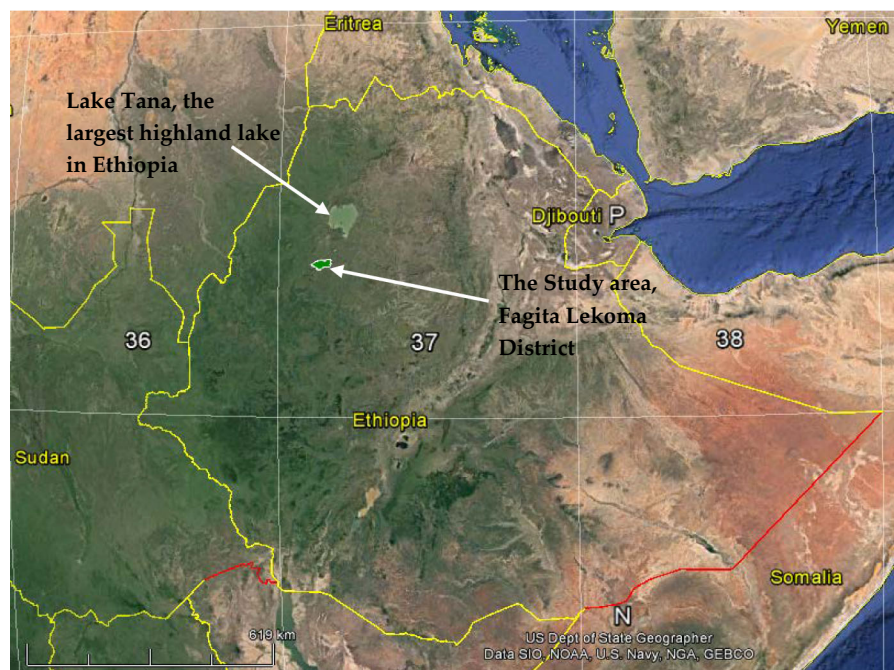 Eritrea
Yemen
Lake Tana, the
largest highland lake
in Ethiopia
Djibouti
P
The Study area,
Fagita Lekoma
District
36
37
38
Ethiopia
Sudan
Somalia
N
619 km
US Dept of State Geographer
Data SIO, NOAA, U.S. Navy, NGA, GEBCO